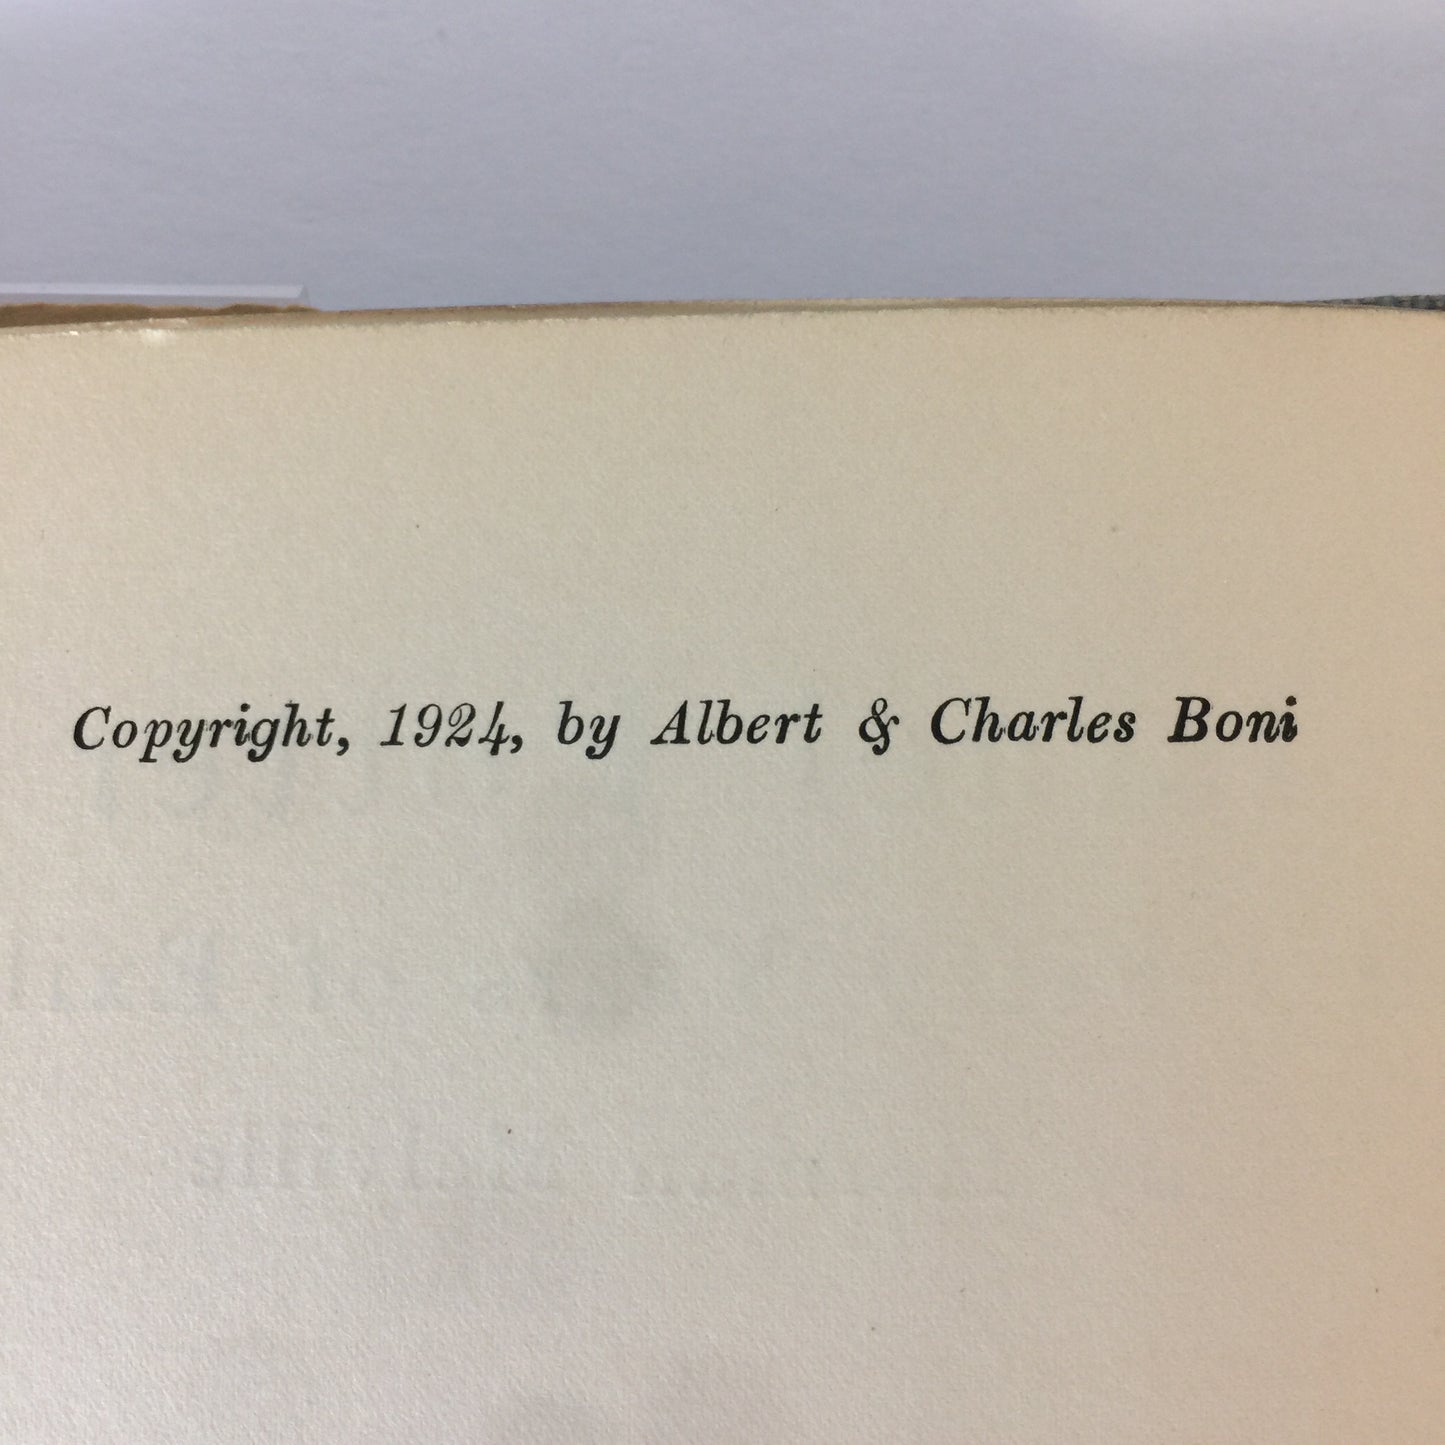 Copyright, 1924, by Albert & Charles Boni